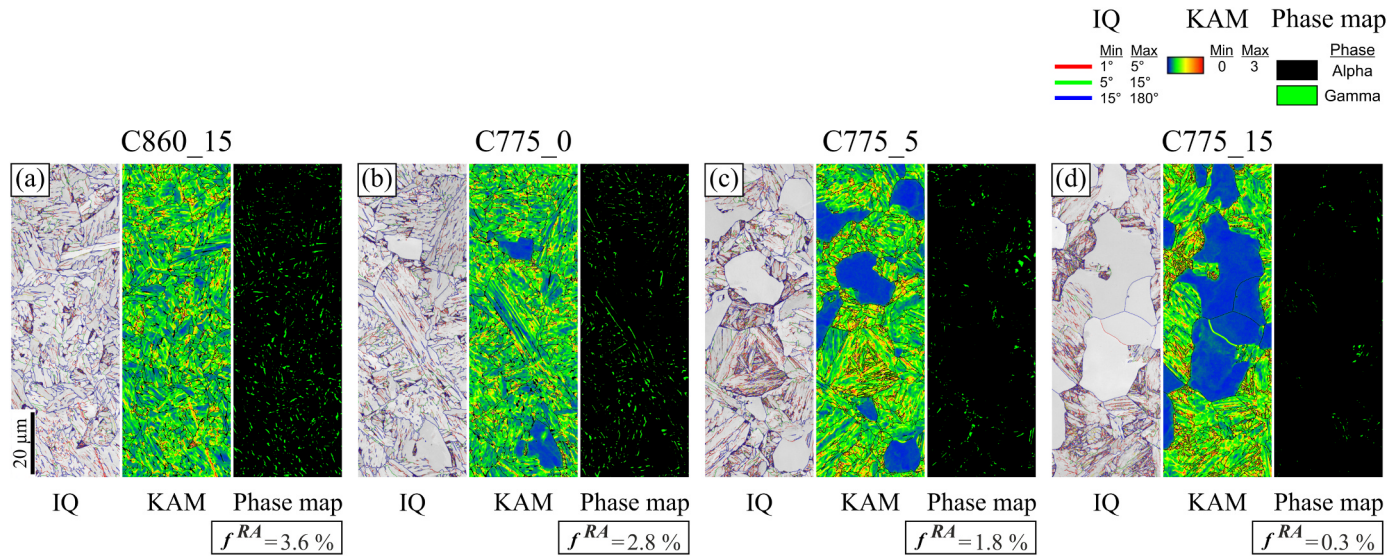 IQ KAM Phase map
Min Max Min Max Phase
1° 5° 0 3 Alpha
5° 15° Gamma
15° 180°
C860_15 C775_0 C775_5 C775_15
(a) (b) (c) (d)
20 μm
IQ KAM Phase map IQ KAM Phase map IQ KAM Phase map IQ KAM Phase map
f^RA=3.6 % f^RA=2.8 % f^RA=1.8 % f^RA=0.3 %